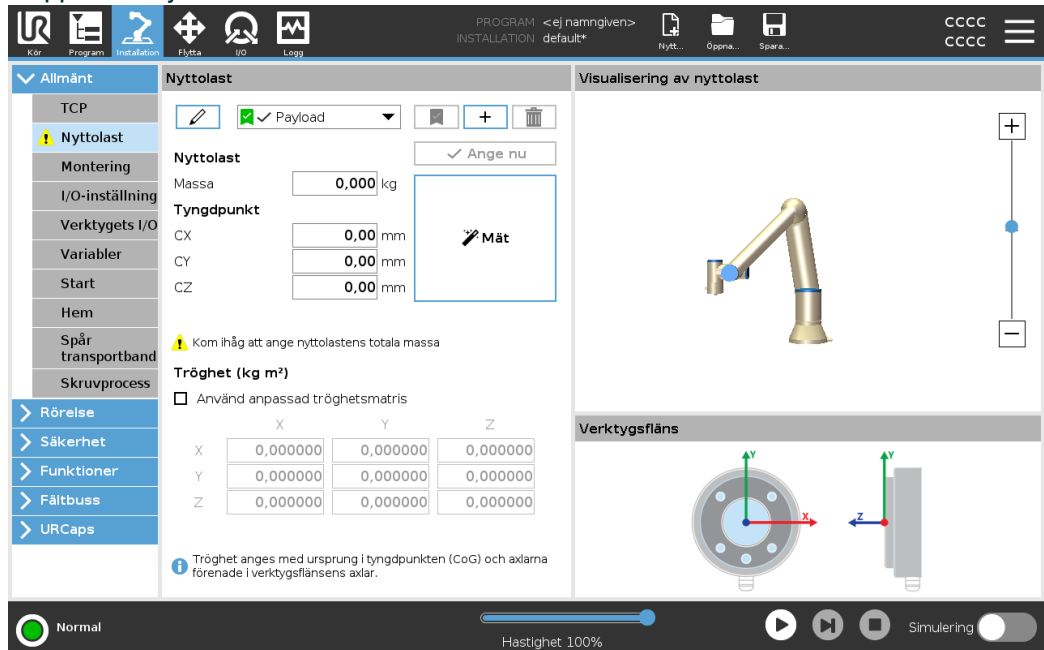 UR
PROGRAM <ej namngiven>
INSTALLATION default*
Kör
Program
Installation
Flytta
I/O
Logg
Nytt...
Öppna...
Spara...
CCCC
CCCC
Allmänt
TCP
Nyttolast
Montering
I/O-inställning
Verktygets I/O
Variabler
Start
Hem
Spår
transportband
Skruvprocess
Rörelse
Säkerhet
Funktioner
Fältbuss
URCaps
Nyttolast
Payload
Ange nu
Nyttolast
Massa 0,000 kg
Tyngdpunkt
CX 0,00 mm
CY 0,00 mm
CZ 0,00 mm
Mät
Kom ihåg att ange nyttolastens totala massa
Tröghet (kg m²)
Använd anpassad tröghetsmatris
X Y Z
X 0,000000 0,000000 0,000000
Y 0,000000 0,000000 0,000000
Z 0,000000 0,000000 0,000000
Tröghet anges med ursprung i tyngdpunkten (CoG) och axlarna
förenade i verktygsflänsens axlar.
Visualisering av nyttolast
Verktygsfläns
Y
X
Y
Z
Normal
Hastighet 100%
Simulering